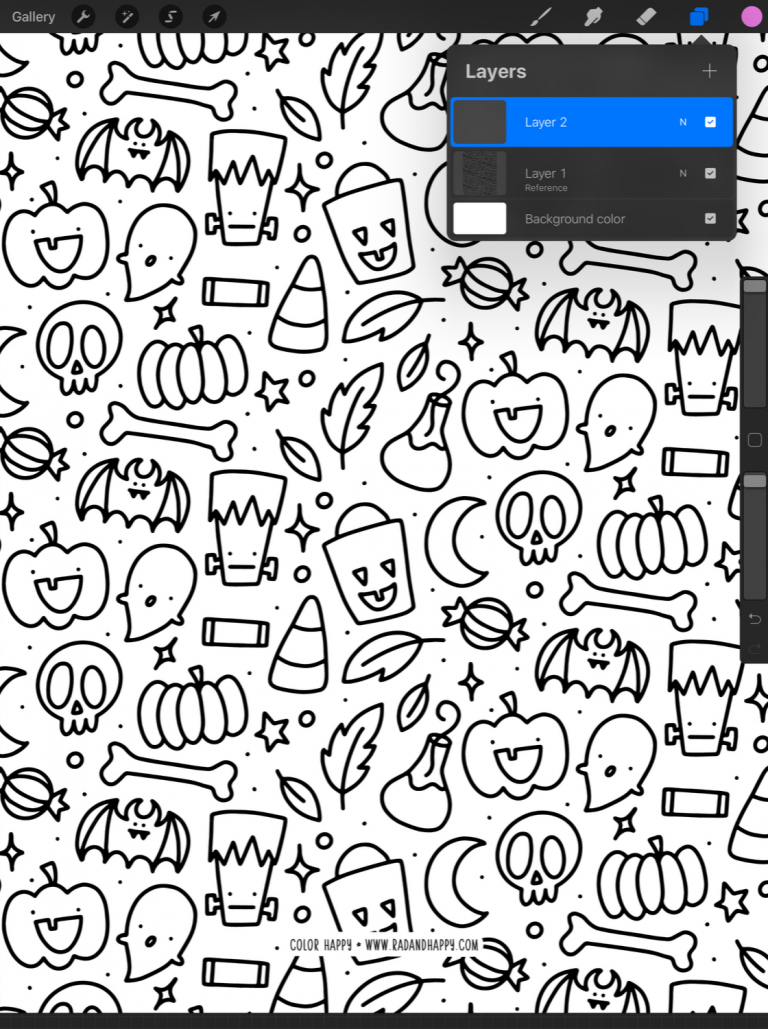 Gallery
Layers
Layer 2 N
Layer 1 N
Reference
Background color
COLOR HAPPY • WWW.RADANDHAPPY.COM